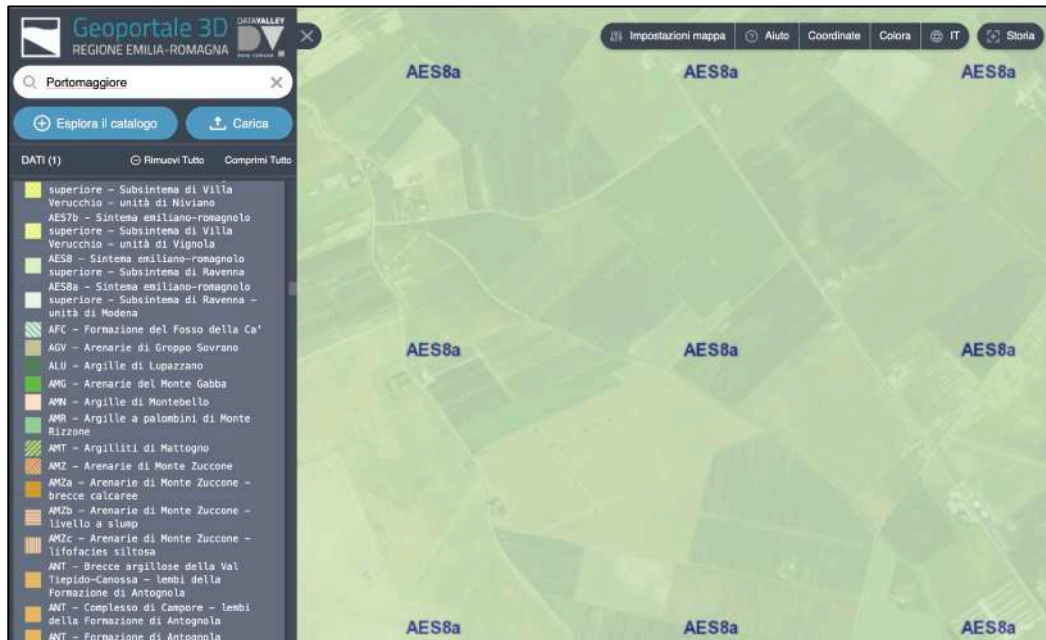 Geoportale 3D
REGIONE EMILIA-ROMAGNA
DATAVALLEY
DV
Impostazioni mappa
Aiuto
Coordinate
Colora
IT
Storia
Portomaggiore
Esplora il catalogo
Carica
DATI (1)
Rimuovi Tutto
Comprimi Tutto
superiore – Subsintema di Villa
Verucchio – unità di Niviano
AES7b – Sintema emiliano-romagnolo
superiore – Subsintema di Villa
Verucchio – unità di Vignola
AES8 – Sintema emiliano-romagnolo
superiore – Subsintema di Ravenna
AES8a – Sintema emiliano-romagnolo
superiore – Subsintema di Ravenna –
unità di Modena
AFC – Formazione del Fosso della Ca'
AGV – Arenarie di Groppo Sovrano
ALU – Argille di Lupazzano
AMG – Arenarie del Monte Gabba
AMN – Argille di Montebello
AMR – Argille a palombini di Monte
Rizzone
AMT – Argilliti di Mattogno
AMZ – Arenarie di Monte Zuccone
AMZa – Arenarie di Monte Zuccone –
brecce calcaree
AMZb – Arenarie di Monte Zuccone –
livello a slump
AMZc – Arenarie di Monte Zuccone –
lifofacies siltosa
ANT – Brecce argillose della Val
Tiepido-Canossa – lembi della
Formazione di Antognola
ANT – Complesso di Campore – lembi
della Formazione di Antognola
ANT – Formazione di Antognola
AES8a AES8a AES8a
AES8a AES8a AES8a
AES8a AES8a AES8a